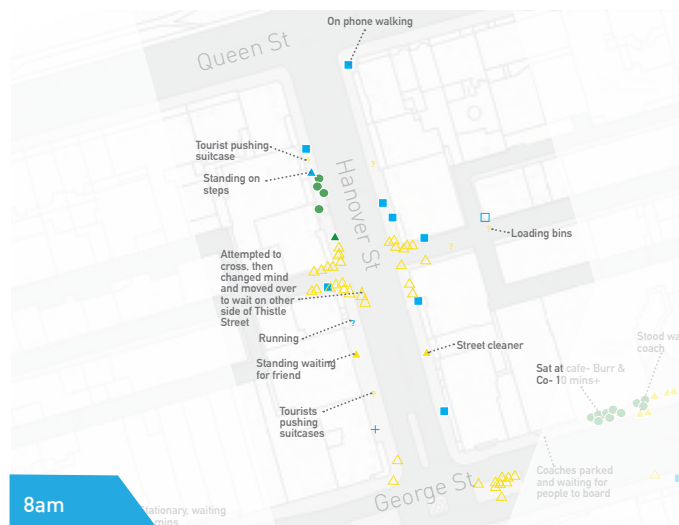 On phone walking
Queen St
Tourist pushing
suitcase
Standing on
steps
Hanover St
Loading bins
Attempted to
cross, then
changed mind
and moved over
to wait on other
side of Thistle
Street
Running
Standing waiting
for friend
Street cleaner
Stood wa
coach
Sat at cafe- Burr &
Co- 10 mins+
Tourists
pushing
suitcases
Coaches parked
and waiting for
people to board
George St
8am
Stationary, waiting
mins